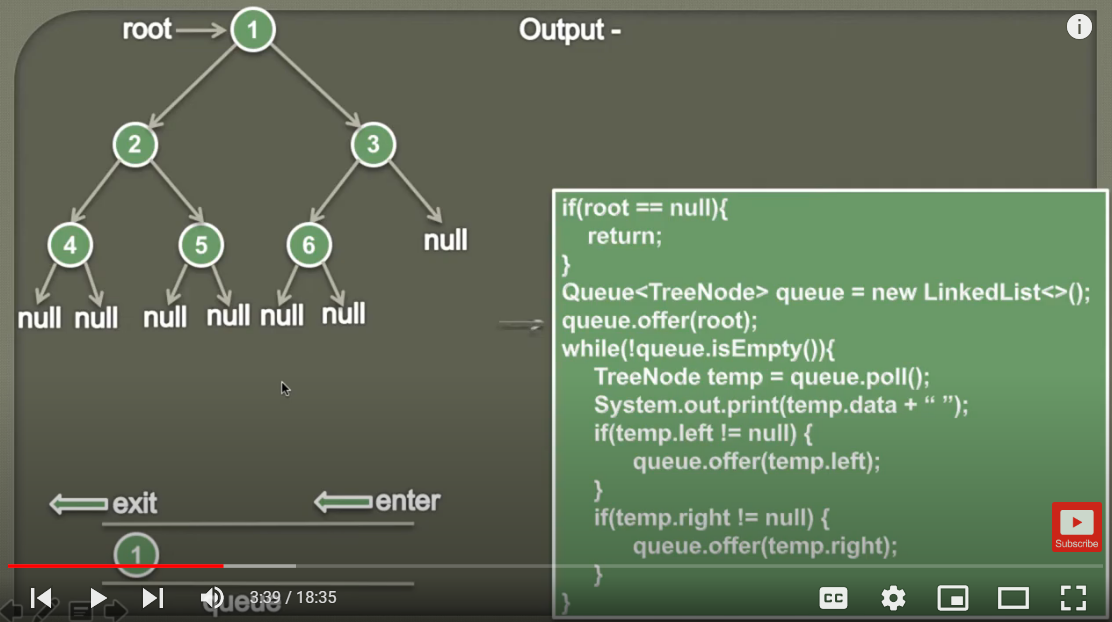 root
1
Output -
2
3
4
5
6
null
null
null
null
null
null
null
if(root == null){
return;
}
Queue<TreeNode> queue = new LinkedList<>();
queue.offer(root);
while(!queue.isEmpty()){
TreeNode temp = queue.poll();
System.out.print(temp.data + “ ”);
if(temp.left != null) {
queue.offer(temp.left);
}
if(temp.right != null) {
queue.offer(temp.right);
}
}
exit
enter
1
queue
Subscribe
3:39 / 18:35
CC
i